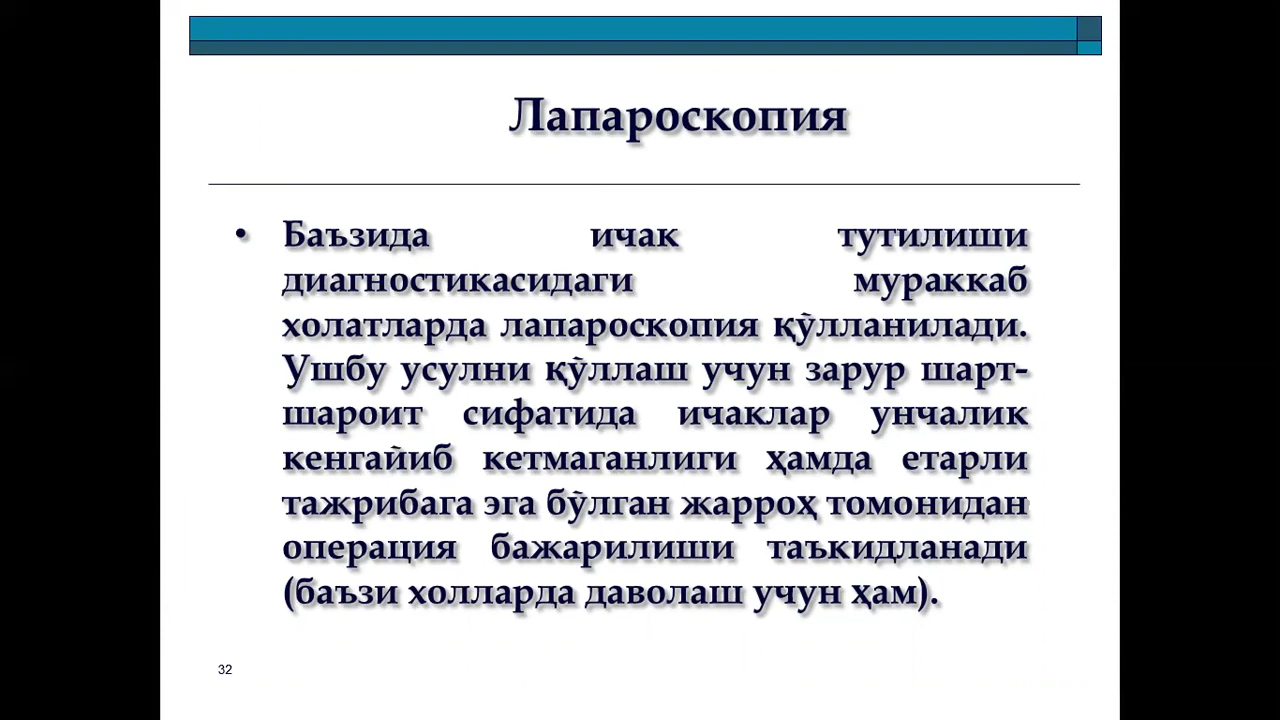 Лапароскопия
• Баъзида ичак тутилиши
диагностикасидаги мураккаб
холатларда лапароскопия қўлланилади.
Ушбу усулни қўллаш учун зарур шарт-
шароит сифатида ичаклар унчалик
кенгайиб кетмаганлиги ҳамда етарли
тажрибага эга бўлган жарроҳ томонидан
операция бажарилиши таъкидланади
(баъзи холларда даволаш учун ҳам).
32